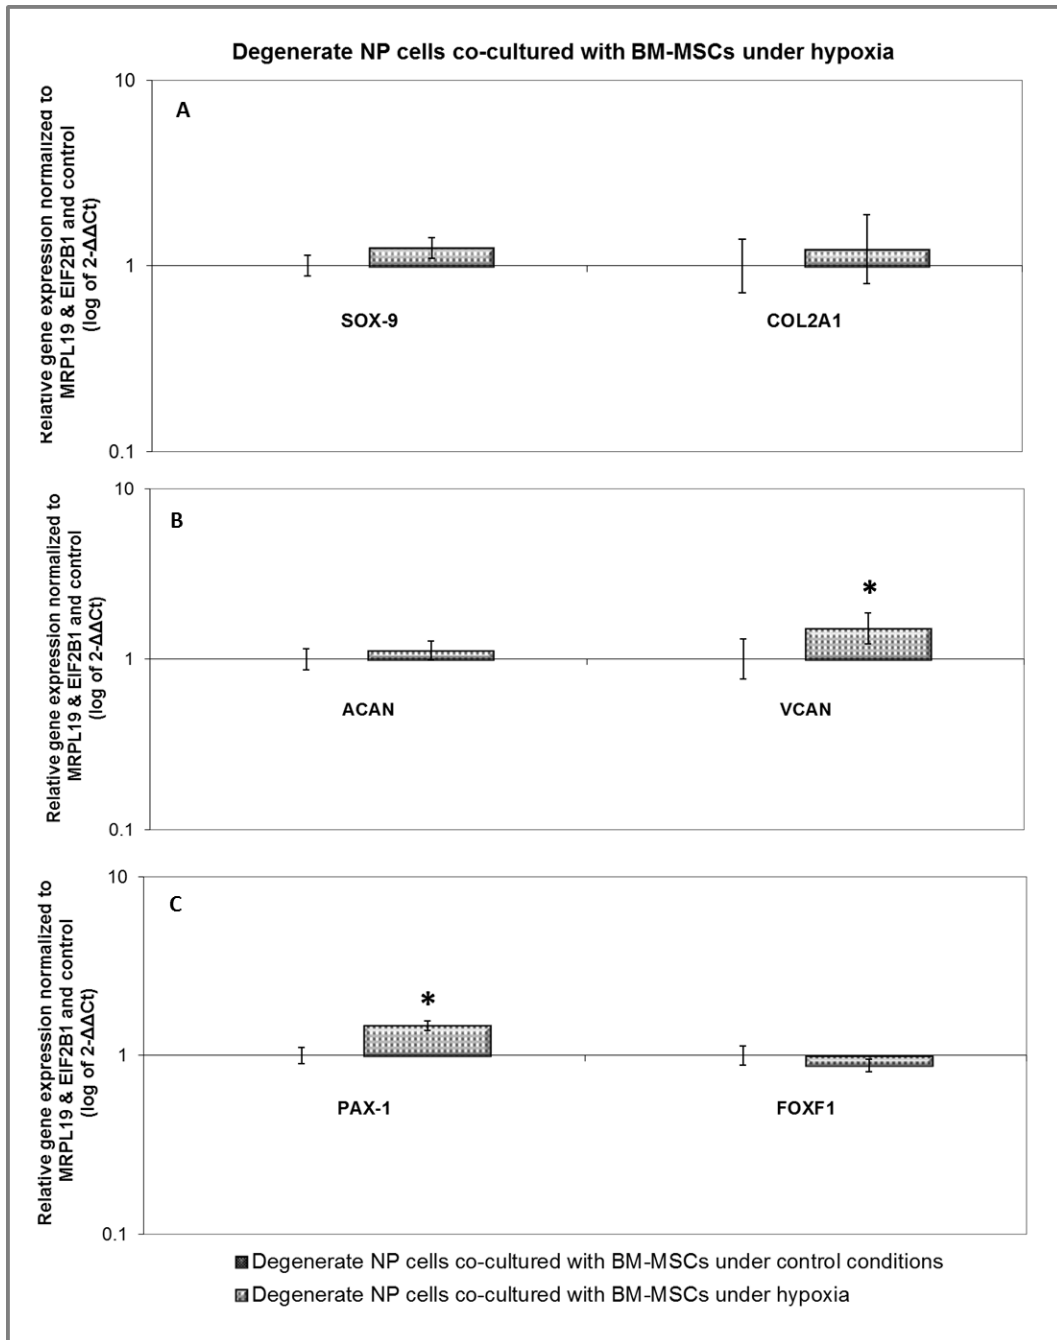 Degenerate NP cells co-cultured with BM-MSCs under hypoxia
Relative gene expression normalized to
MRPL19 & EIF2B1 and control
(log of 2-ΔΔCt)
10
1
0.1
A
SOX-9
COL2A1
Relative gene expression normalized to
MRPL19 & EIF2B1 and control
(log of 2-ΔΔCt)
10
1
0.1
B
*
ACAN
VCAN
Relative gene expression normalized to
MRPL19 & EIF2B1 and control
(log of 2-ΔΔCt)
10
1
0.1
C
*
PAX-1
FOXF1
Degenerate NP cells co-cultured with BM-MSCs under control conditions
Degenerate NP cells co-cultured with BM-MSCs under hypoxia